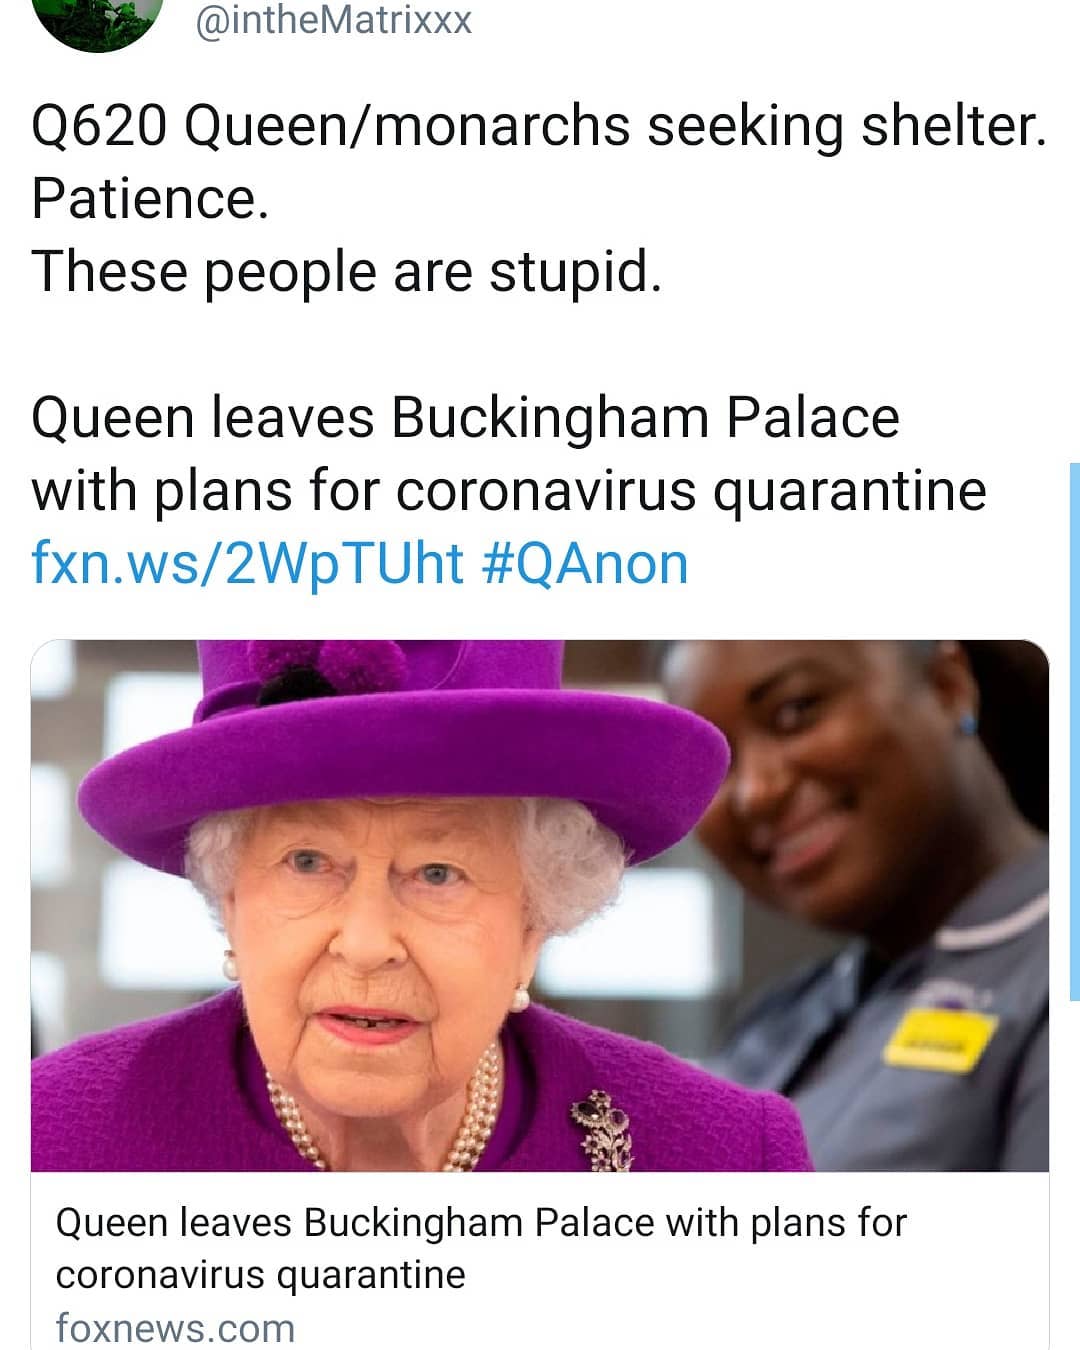 @intheMatrixxx
Q620 Queen/monarchs seeking shelter.
Patience.
These people are stupid.
Queen leaves Buckingham Palace
with plans for coronavirus quarantine
fxn.ws/2WpTUht #QAnon
Queen leaves Buckingham Palace with plans for
coronavirus quarantine
foxnews.com